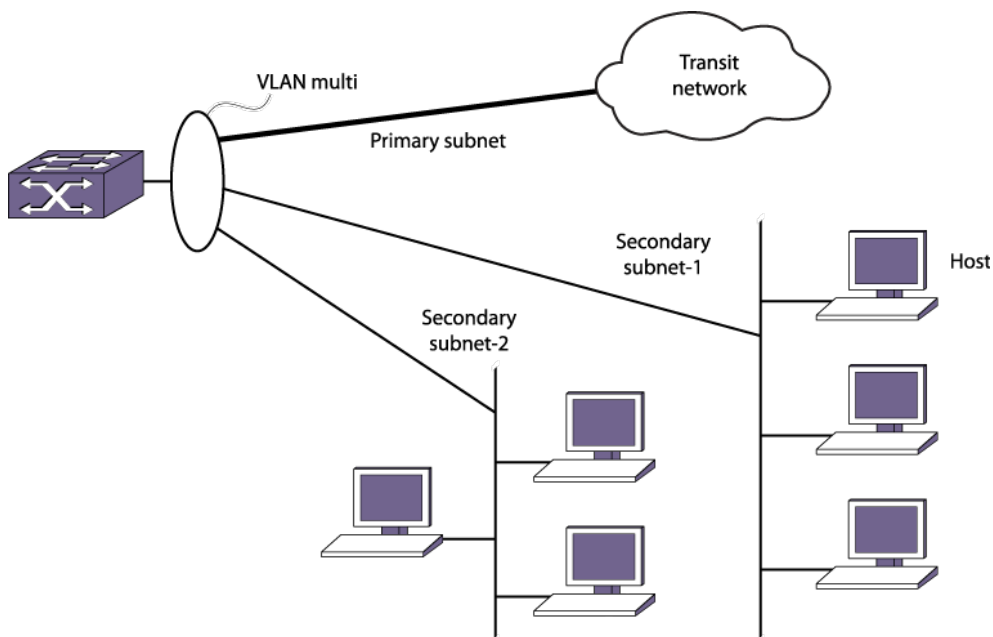 VLAN multi
Transit
network
Primary subnet
Secondary
subnet-1
Host
Secondary
subnet-2